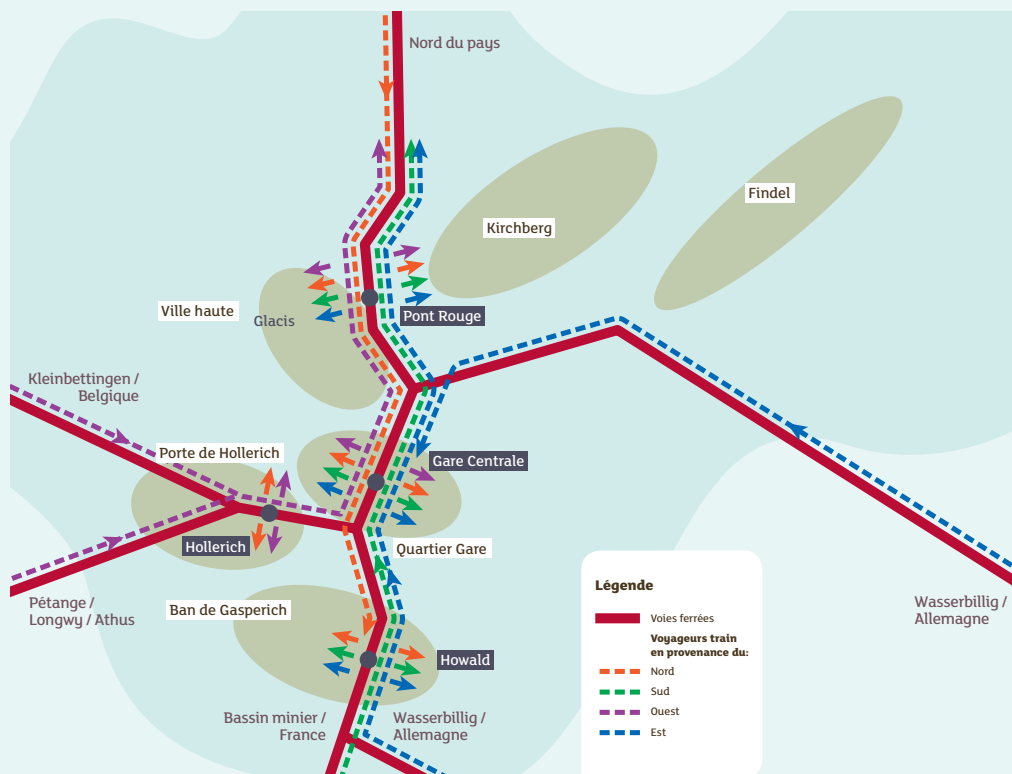 Nord du pays
Findel
Kirchberg
Ville haute
Glacis
Pont Rouge
Kleinbettingen /
Belgique
Porte de Hollerich
Gare Centrale
Hollerich
Quartier Gare
Pétange /
Longwy / Athus
Ban de Gasperich
Howald
Bassin minier /
France
Wasserbillig /
Allemagne
Wasserbillig /
Allemagne
Légende
Voies ferrées
Voyageurs train
en provenance du:
Nord
Sud
Ouest
Est